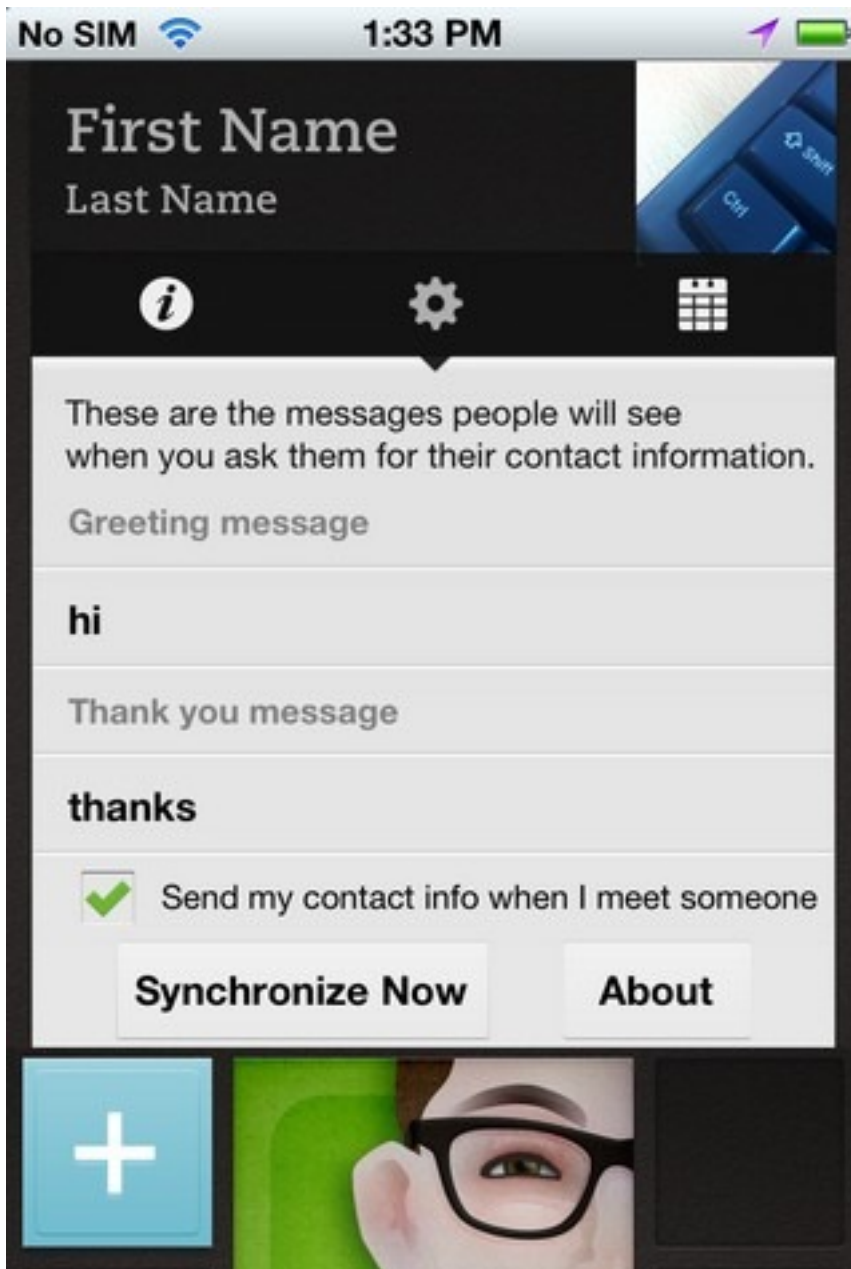 No SIM 1:33 PM
First Name
Last Name
Shift
Ctrl
These are the messages people will see
when you ask them for their contact information.
Greeting message
hi
Thank you message
thanks
Send my contact info when I meet someone
Synchronize Now About